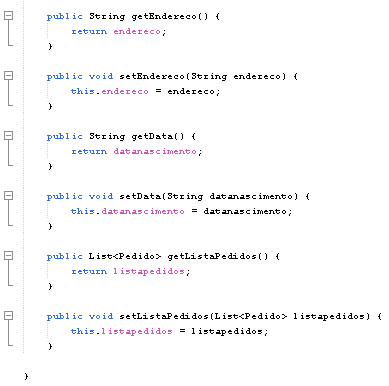 public String getEndereco() {
return endereco;
}
public void setEndereco(String endereco) {
this.endereco = endereco;
}
public String getData() {
return datanascimento;
}
public void setData(String datanascimento) {
this.datanascimento = datanascimento;
}
public List<Pedido> getListaPedidos() {
return listapedidos;
}
public void setListaPedidos(List<Pedido> listapedidos) {
this.listapedidos = listapedidos;
}
}